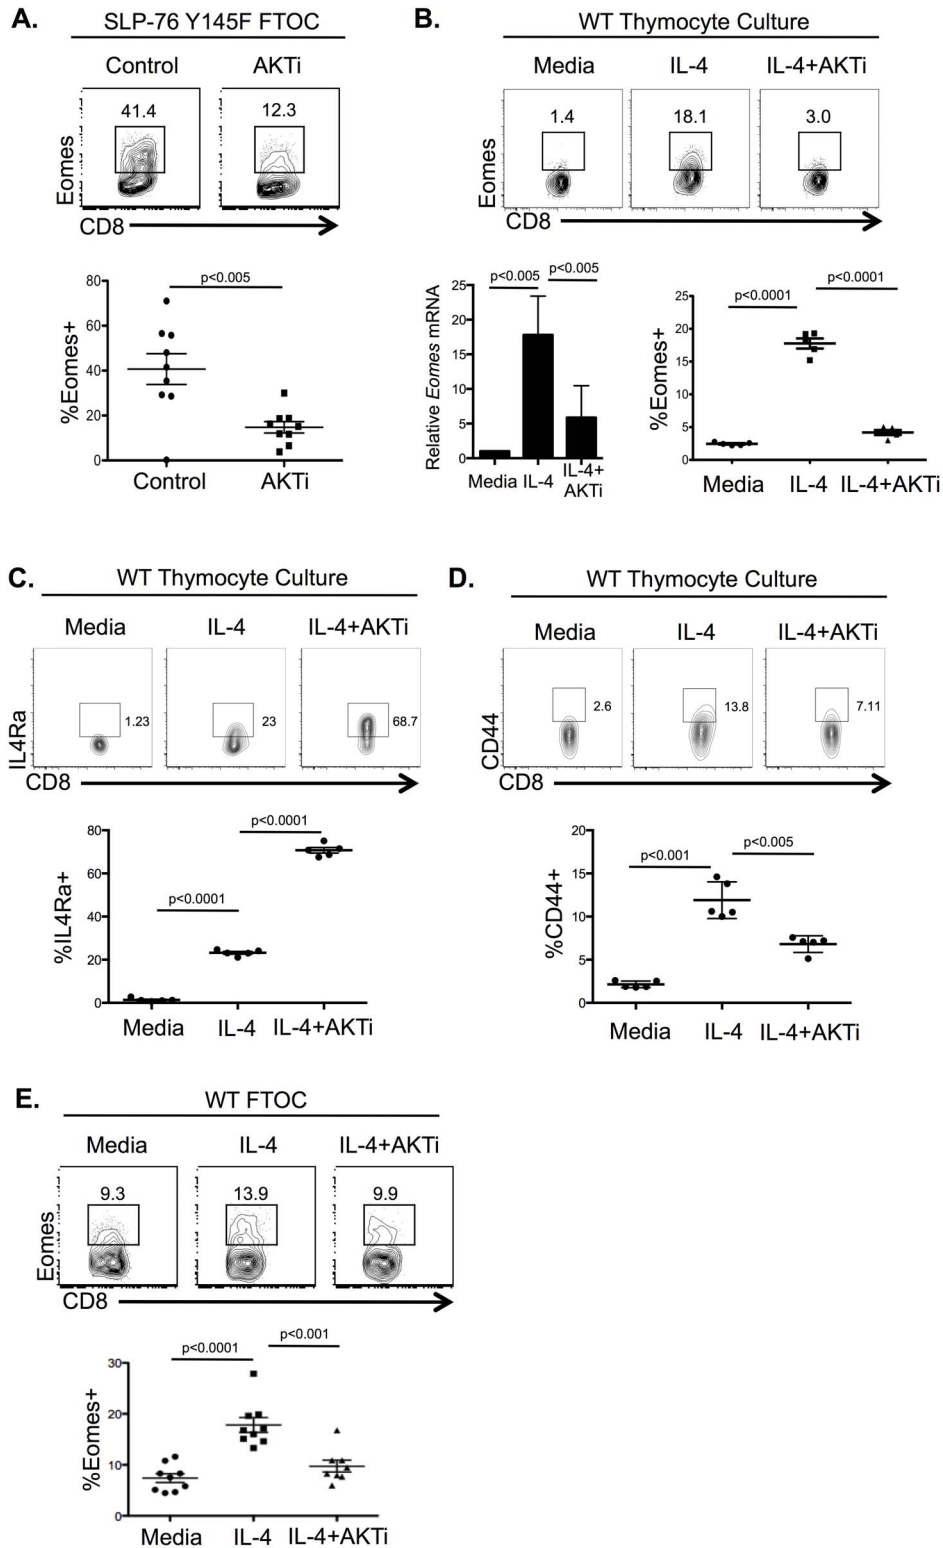 A.
SLP-76 Y145F FTOC
Control AKTi
41.4 12.3
Eomes
CD8
p<0.005
80
60
40
20
0
%Eomes+
Control AKTi
B.
WT Thymocyte Culture
Media IL-4 IL-4+AKTi
1.4 18.1 3.0
Eomes
CD8
p<0.005 p<0.005
25
20
15
10
5
0
Relative Eomes mRNA
Media IL-4 IL-4+
AKTi
p<0.0001 p<0.0001
25
20
15
10
5
0
%Eomes+
Media IL-4 IL-4+AKTi
C.
WT Thymocyte Culture
Media IL-4 IL-4+AKTi
1.23 23 68.7
IL4Ra
CD8
p<0.0001
p<0.0001
80
60
40
20
0
%IL4Ra+
Media IL-4 IL-4+AKTi
D.
WT Thymocyte Culture
Media IL-4 IL-4+AKTi
2.6 13.8 7.11
CD44
CD8
p<0.001 p<0.005
20
15
10
5
0
%CD44+
Media IL-4 IL-4+AKTi
E.
WT FTOC
Media IL-4 IL-4+AKTi
9.3 13.9 9.9
Eomes
CD8
p<0.0001 p<0.001
30
20
10
0
%Eomes+
Media IL-4 IL-4+AKTi